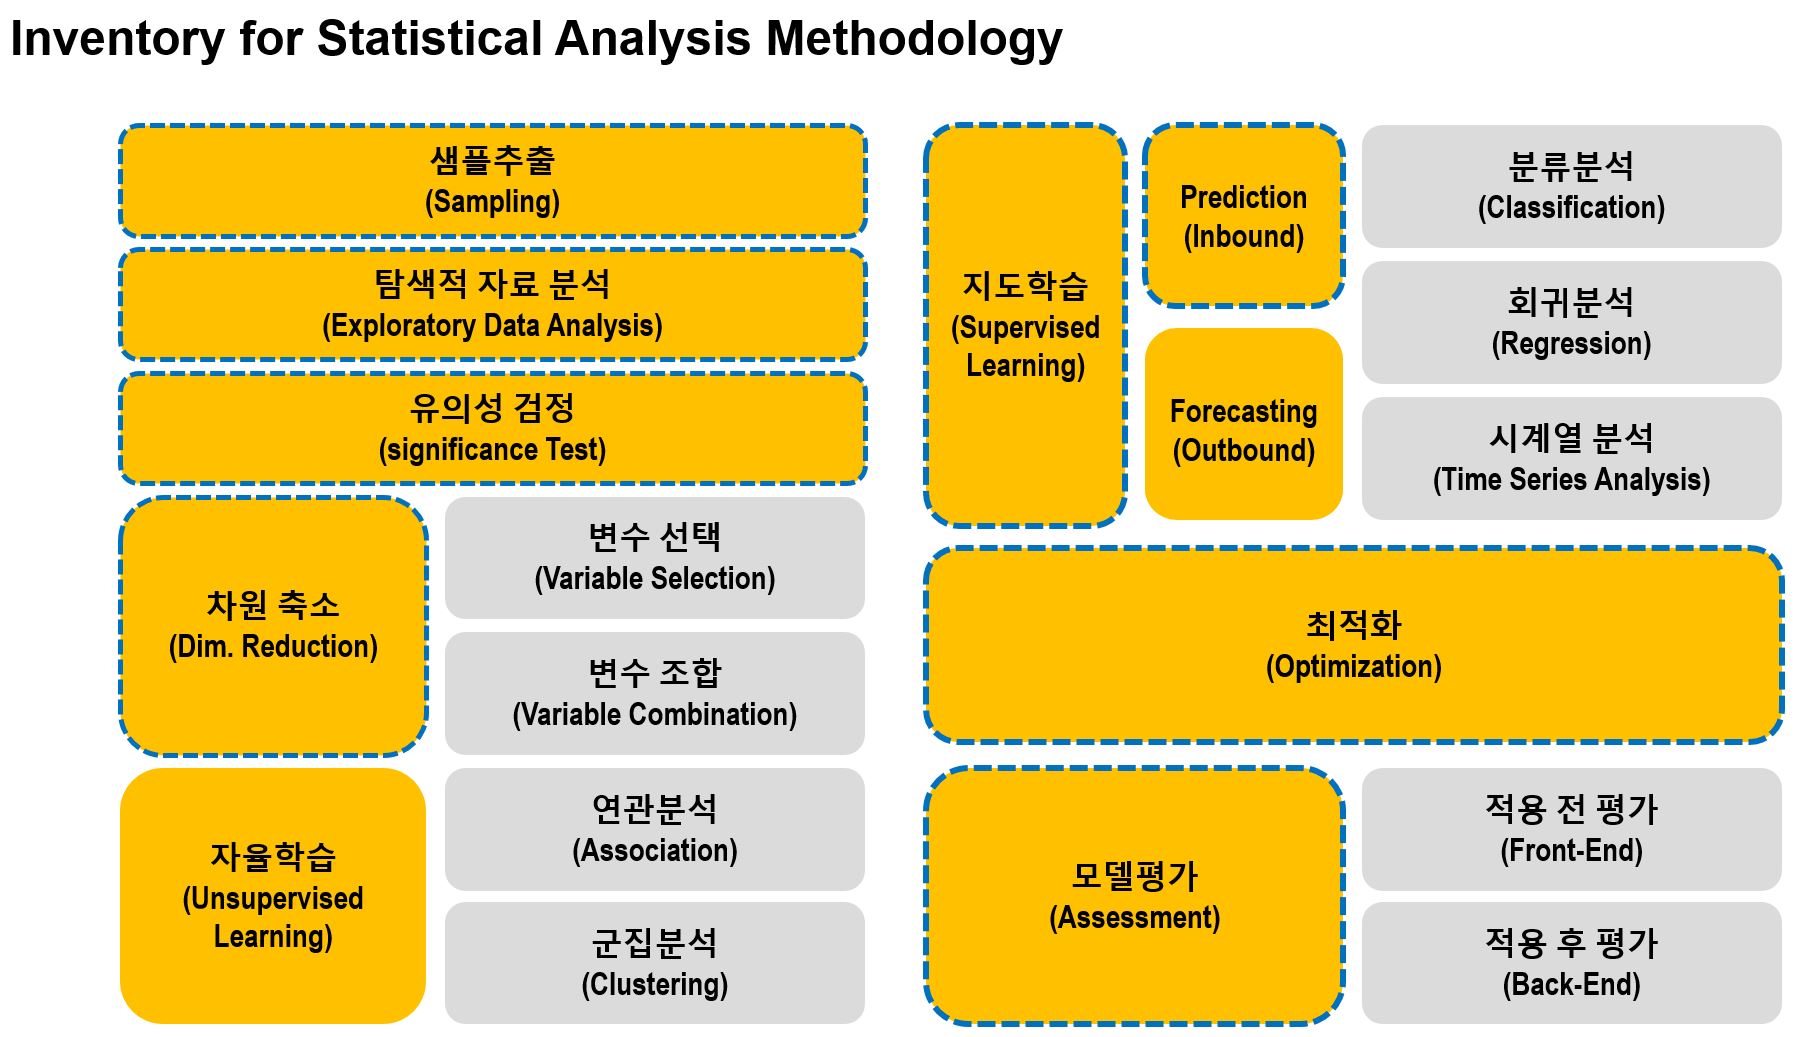 Inventory for Statistical Analysis Methodology
샘플추출
(Sampling)
탐색적 자료 분석
(Exploratory Data Analysis)
유의성 검정
(significance Test)
차원 축소
(Dim. Reduction)
변수 선택
(Variable Selection)
변수 조합
(Variable Combination)
자율학습
(Unsupervised
Learning)
연관분석
(Association)
군집분석
(Clustering)
지도학습
(Supervised
Learning)
Prediction
(Inbound)
Forecasting
(Outbound)
분류분석
(Classification)
회귀분석
(Regression)
시계열 분석
(Time Series Analysis)
최적화
(Optimization)
모델평가
(Assessment)
적용 전 평가
(Front-End)
적용 후 평가
(Back-End)